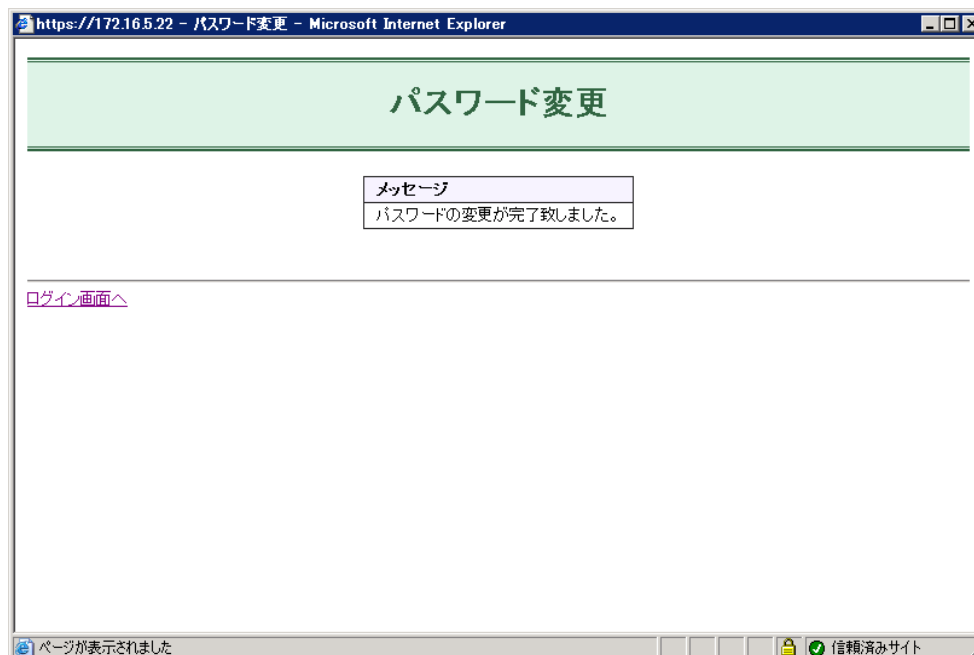 https://172.16.5.22 - パスワード変更 - Microsoft Internet Explorer
パスワード変更
メッセージ
パスワードの変更が完了致しました。
ログイン画面へ
ページが表示されました
信頼済みサイト